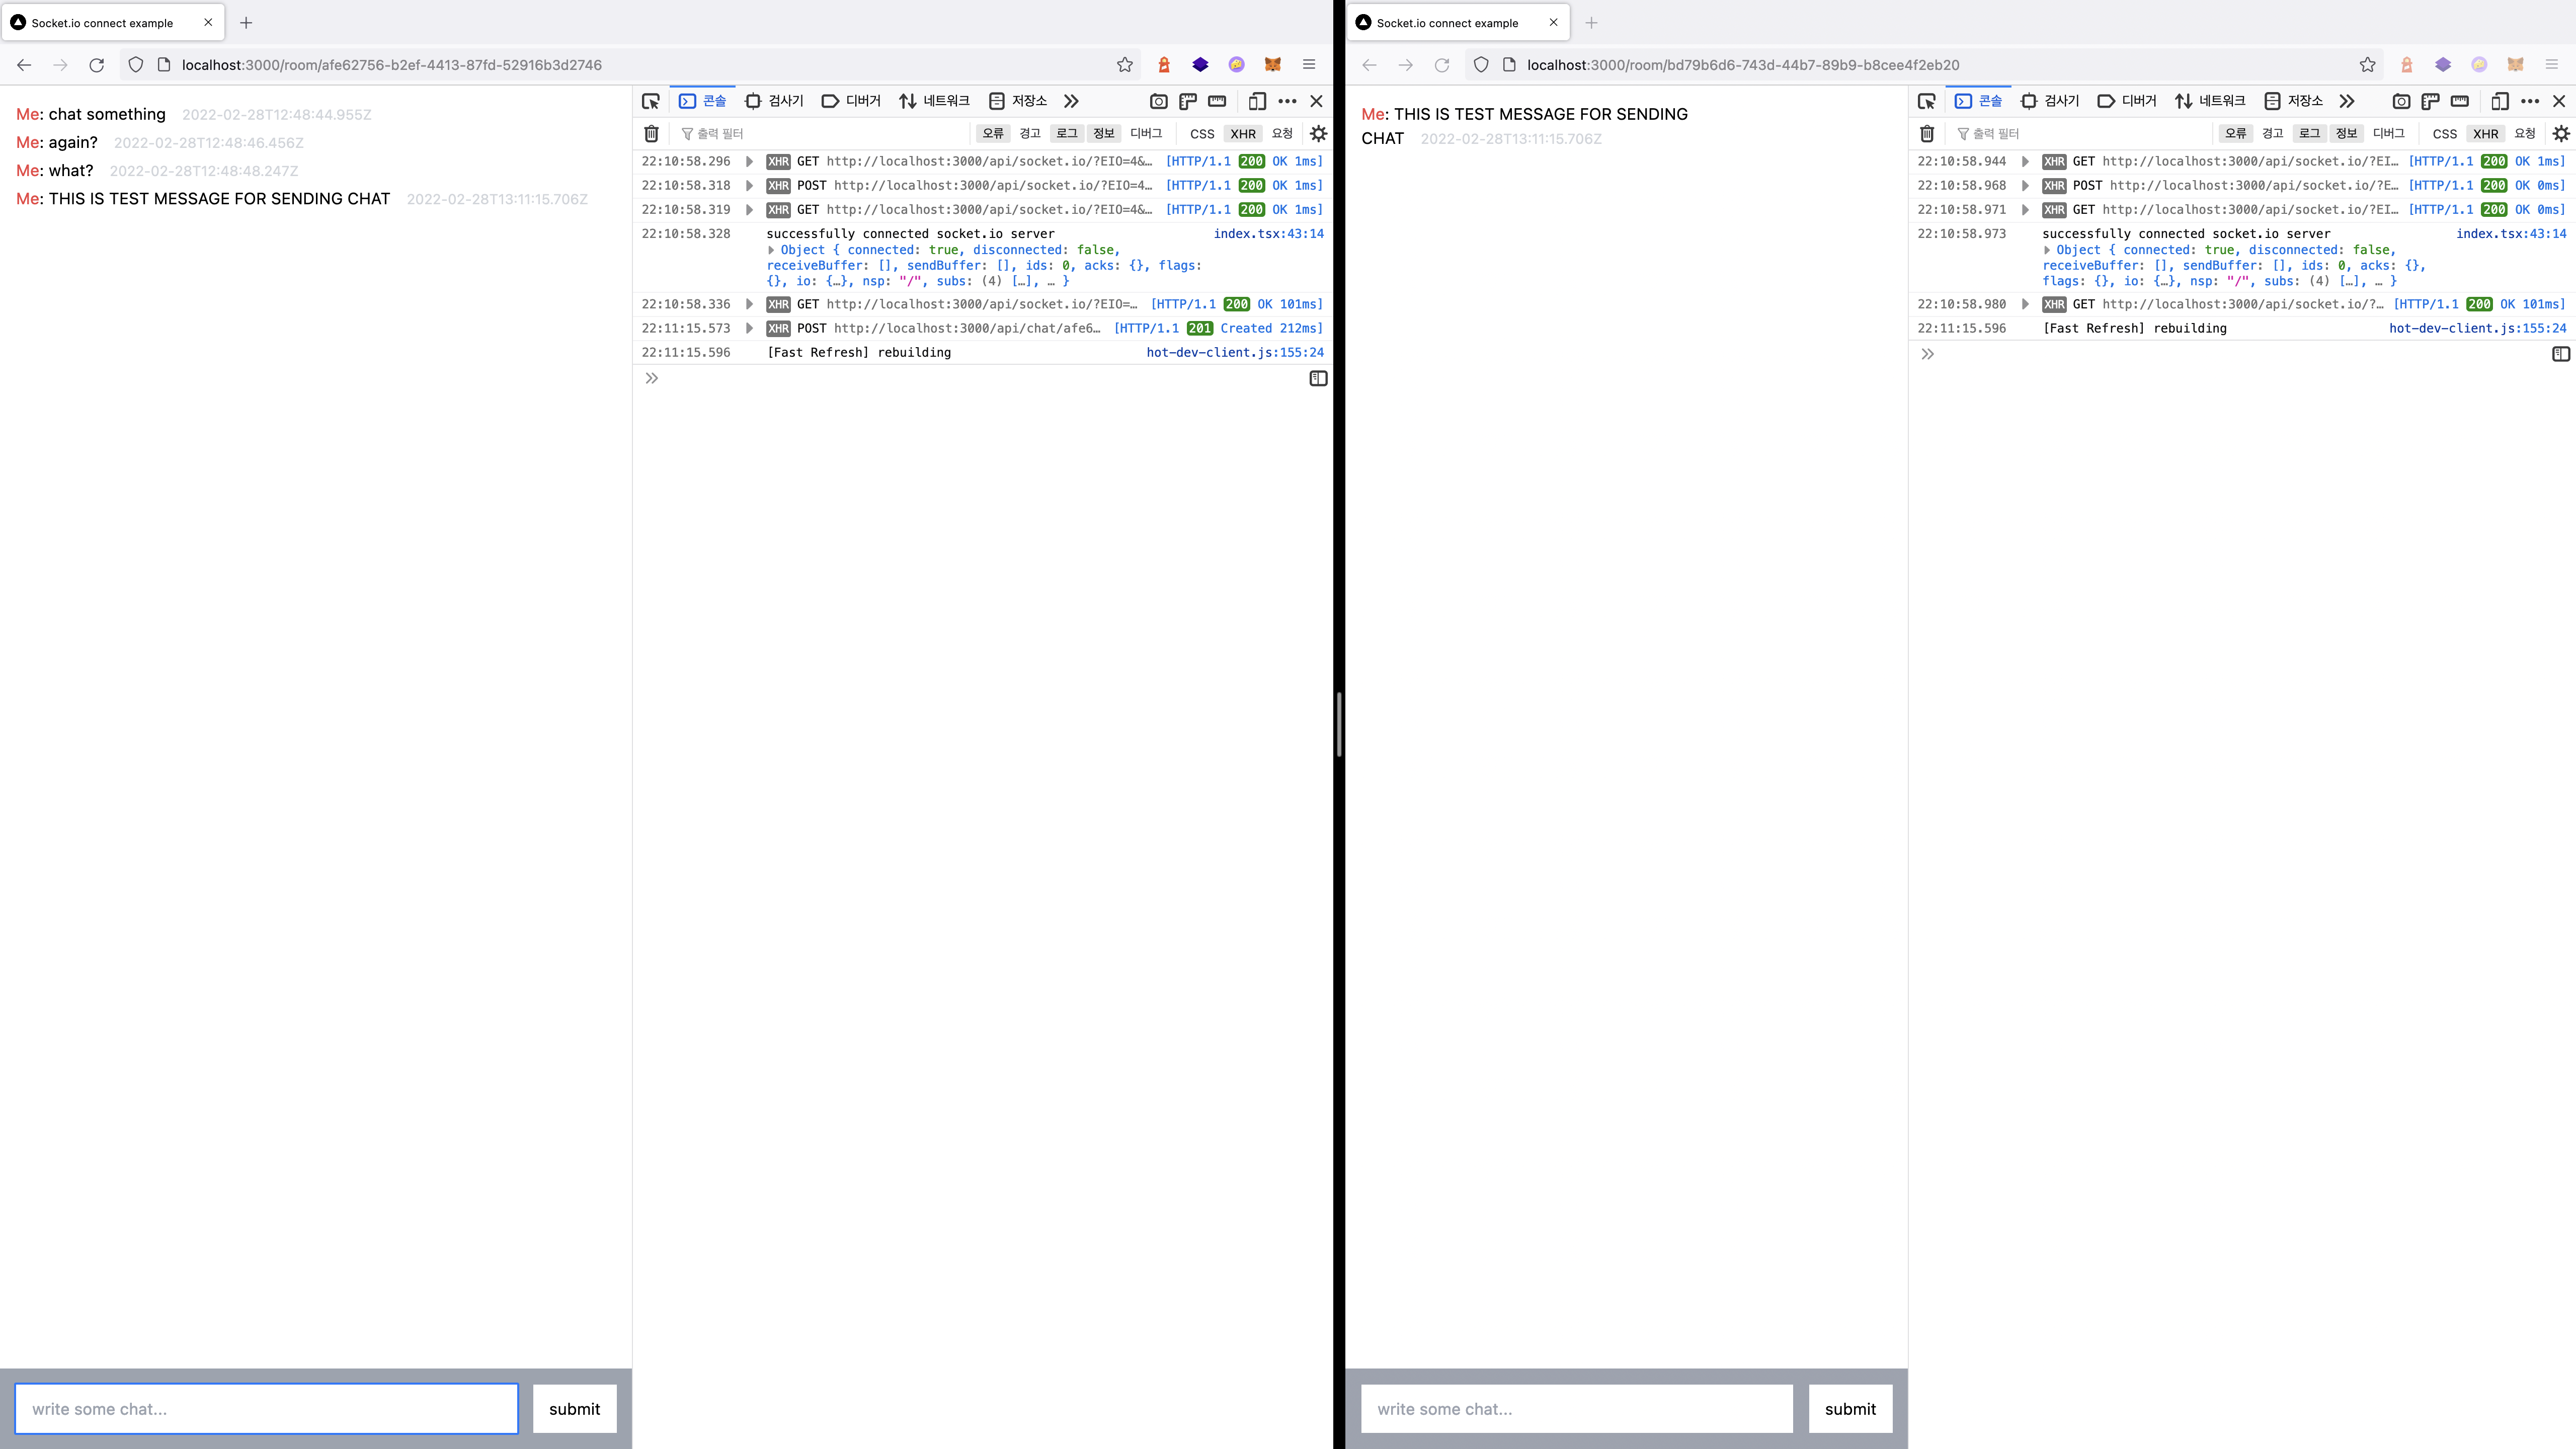 Socket.io connect example
localhost:3000/room/afe62756-b2ef-4413-87fd-52916b3d2746
Me: chat something 2022-02-28T12:48:44.955Z
Me: again? 2022-02-28T12:48:46.456Z
Me: what? 2022-02-28T12:48:48.247Z
Me: THIS IS TEST MESSAGE FOR SENDING CHAT 2022-02-28T13:11:15.706Z
write some chat... submit
콘솔 검사기 디버거 네트워크 저장소
출력 필터 오류 경고 로그 정보 디버그 CSS XHR 요청
22:10:58.296 XHR GET http://localhost:3000/api/socket.io/?EIO=4&… [HTTP/1.1 200 OK 1ms]
22:10:58.318 XHR POST http://localhost:3000/api/socket.io/?EIO=4… [HTTP/1.1 200 OK 1ms]
22:10:58.319 XHR GET http://localhost:3000/api/socket.io/?EIO=4&… [HTTP/1.1 200 OK 1ms]
22:10:58.328 successfully connected socket.io server index.tsx:43:14
Object { connected: true, disconnected: false,
receiveBuffer: [], sendBuffer: [], ids: 0, acks: {}, flags:
{}, io: {…}, nsp: "/", subs: (4) […], … }
22:10:58.336 XHR GET http://localhost:3000/api/socket.io/?EIO=… [HTTP/1.1 200 OK 101ms]
22:11:15.573 XHR POST http://localhost:3000/api/chat/afe6… [HTTP/1.1 201 Created 212ms]
22:11:15.596 [Fast Refresh] rebuilding hot-dev-client.js:155:24
Socket.io connect example
localhost:3000/room/bd79b6d6-743d-44b7-89b9-b8cee4f2eb20
Me: THIS IS TEST MESSAGE FOR SENDING
CHAT 2022-02-28T13:11:15.706Z
write some chat... submit
콘솔 검사기 디버거 네트워크 저장소
출력 필터 오류 경고 로그 정보 디버그 CSS XHR 요청
22:10:58.944 XHR GET http://localhost:3000/api/socket.io/?EI… [HTTP/1.1 200 OK 1ms]
22:10:58.968 XHR POST http://localhost:3000/api/socket.io/?E… [HTTP/1.1 200 OK 0ms]
22:10:58.971 XHR GET http://localhost:3000/api/socket.io/?EI… [HTTP/1.1 200 OK 0ms]
22:10:58.973 successfully connected socket.io server index.tsx:43:14
Object { connected: true, disconnected: false,
receiveBuffer: [], sendBuffer: [], ids: 0, acks: {},
flags: {}, io: {…}, nsp: "/", subs: (4) […], … }
22:10:58.980 XHR GET http://localhost:3000/api/socket.io/?… [HTTP/1.1 200 OK 101ms]
22:11:15.596 [Fast Refresh] rebuilding hot-dev-client.js:155:24